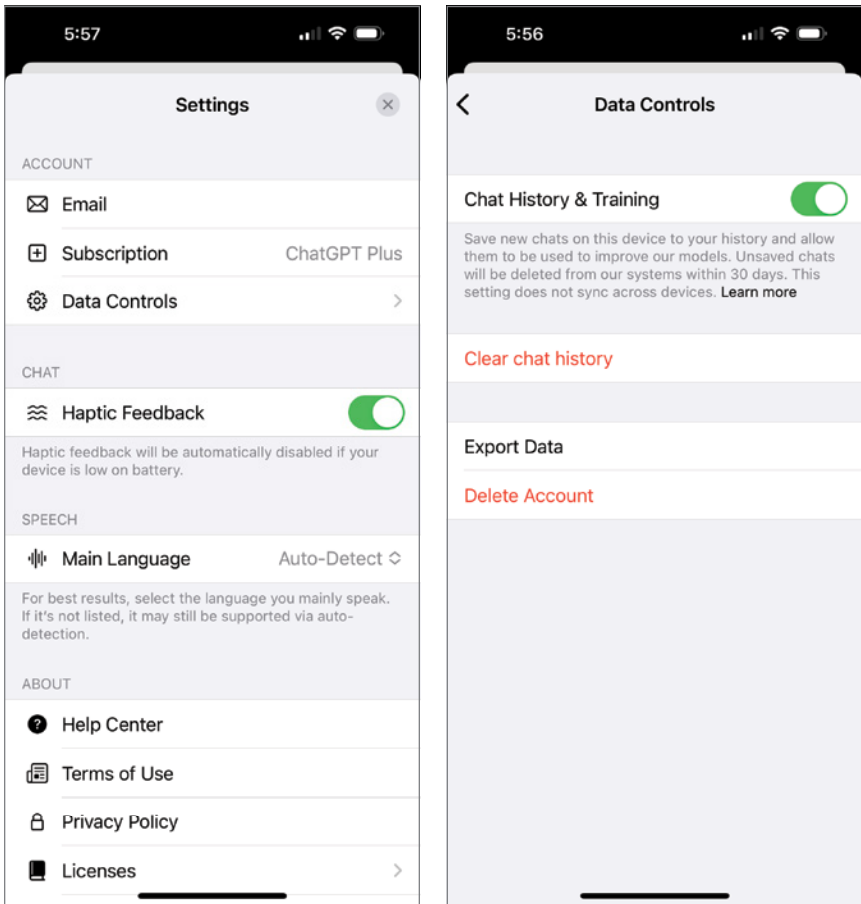 5:57
Settings
ACCOUNT
Email
Subscription ChatGPT Plus
Data Controls
CHAT
Haptic Feedback
Haptic feedback will be automatically disabled if your
device is low on battery.
SPEECH
Main Language Auto-Detect
For best results, select the language you mainly speak.
If it's not listed, it may still be supported via auto-
detection.
ABOUT
Help Center
Terms of Use
Privacy Policy
Licenses
5:56
Data Controls
Chat History & Training
Save new chats on this device to your history and allow
them to be used to improve our models. Unsaved chats
will be deleted from our systems within 30 days. This
setting does not sync across devices. Learn more
Clear chat history
Export Data
Delete Account